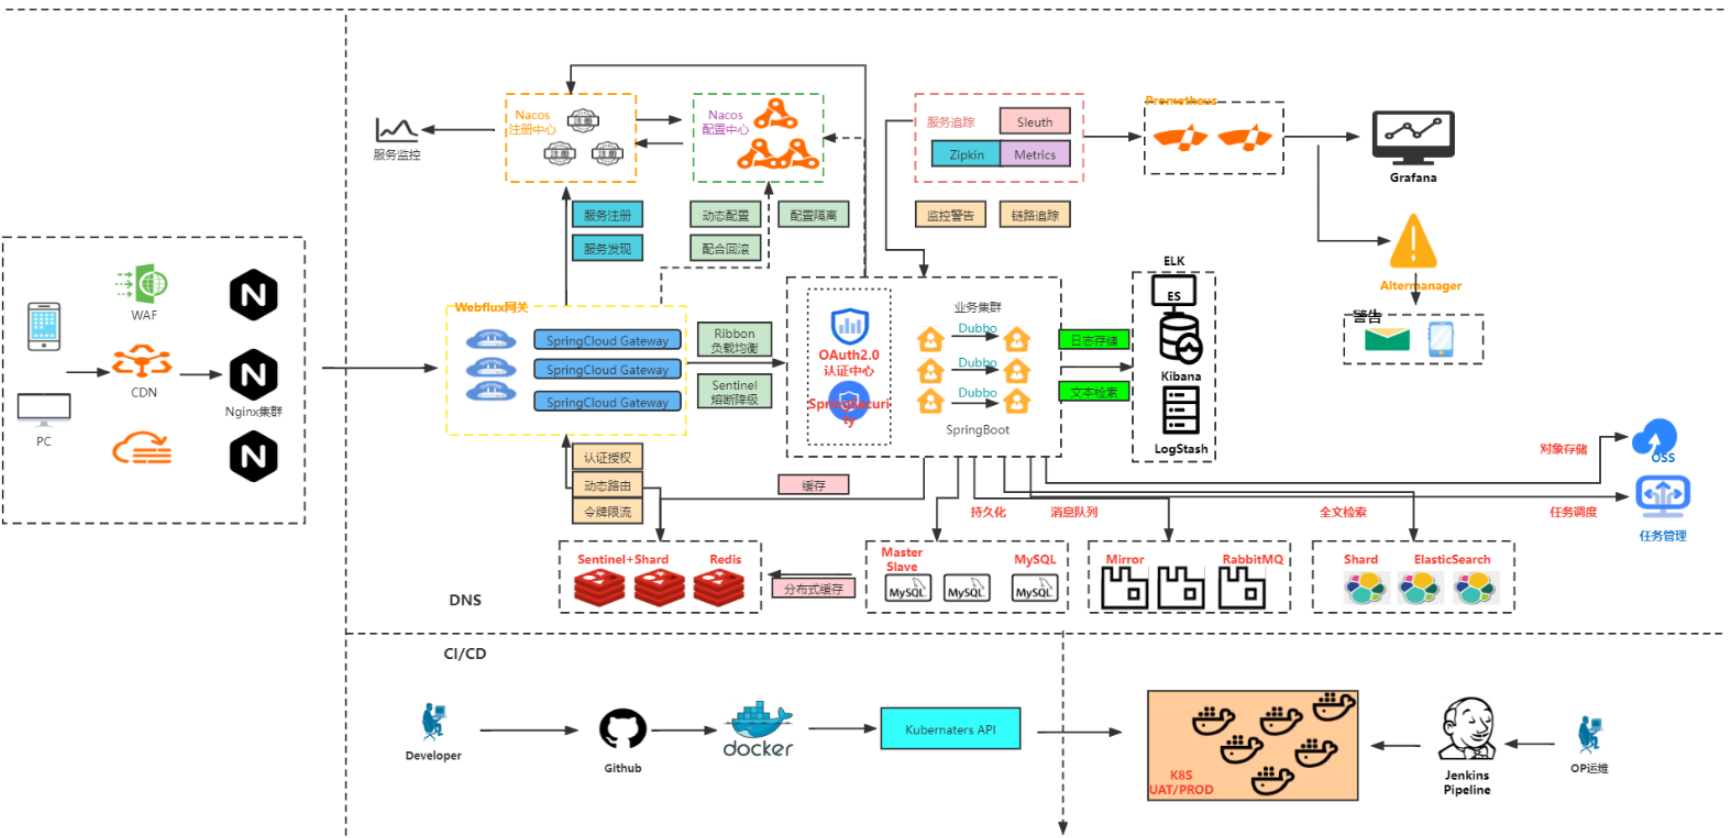 WAF
CDN
PC
Nginx集群
服务监控
Nacos
注册中心
Nacos
配置中心
服务注册
服务发现
动态配置
配置隔离
配合回滚
服务追踪
Sleuth
Zipkin
Metrics
监控警告
链路追踪
Prometheus
Grafana
Altermanager
警告
Webflux网关
SpringCloud Gateway
SpringCloud Gateway
SpringCloud Gateway
Ribbon
负载均衡
Sentinel
熔断降级
OAuth2.0
认证中心
SpringSecuri
ty
业务集群
Dubbo
Dubbo
Dubbo
SpringBoot
日志存储
文本检索
ELK
ES
Kibana
LogStash
认证授权
动态路由
令牌限流
缓存
持久化
消息队列
全文检索
对象存储
OSS
任务调度
任务管理
Sentinel+Shard
Redis
分布式缓存
Master
Slave
MySQL
MySQL
MySQL
MySQL
Mirror
RabbitMQ
Shard
ElasticSearch
DNS
CI/CD
Developer
Github
docker
Kubernaters API
K8S
UAT/PROD
Jenkins
Pipeline
OP运维